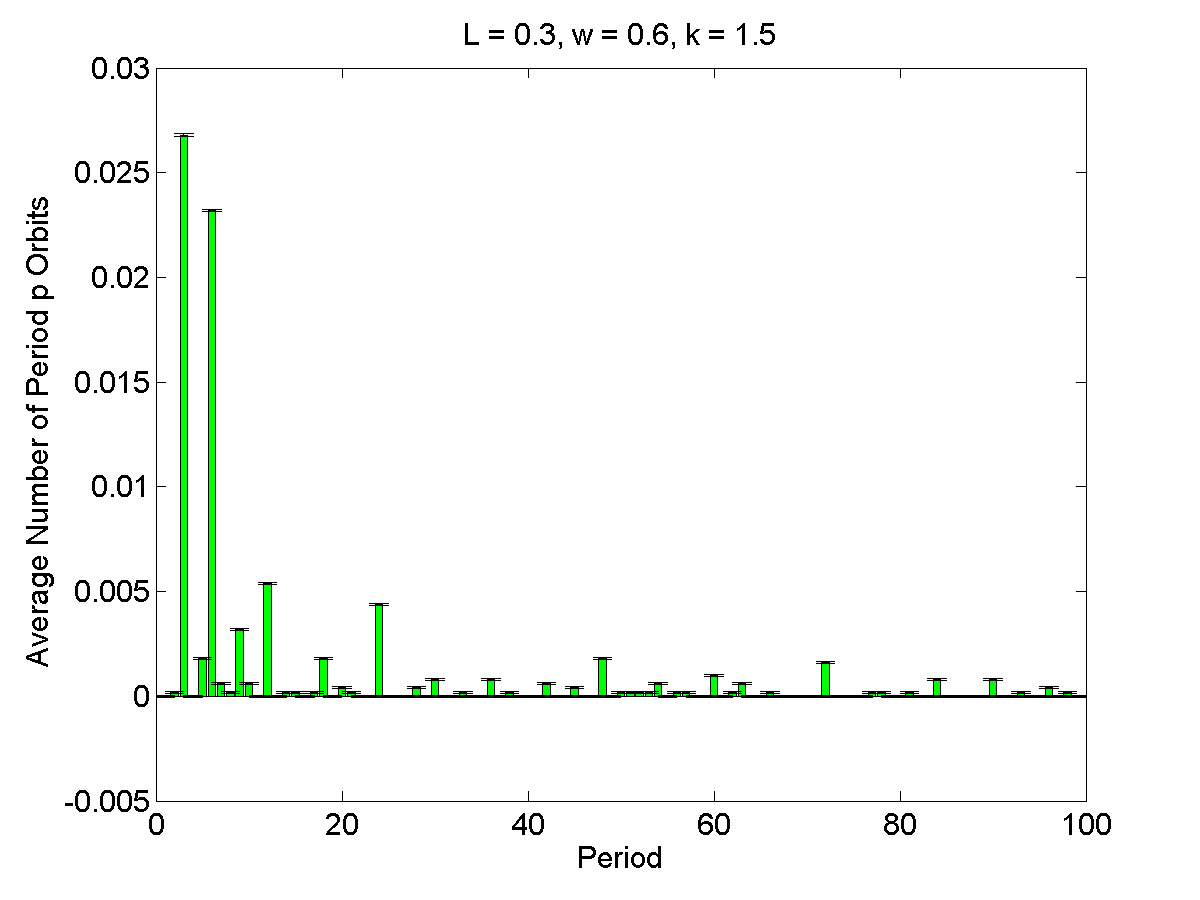 L = 0.3, w = 0.6, k = 1.5
0.03
0.025
0.02
0.015
0.01
0.005
0
-0.005
Average Number of Period p Orbits
0 20 40 60 80 100
Period